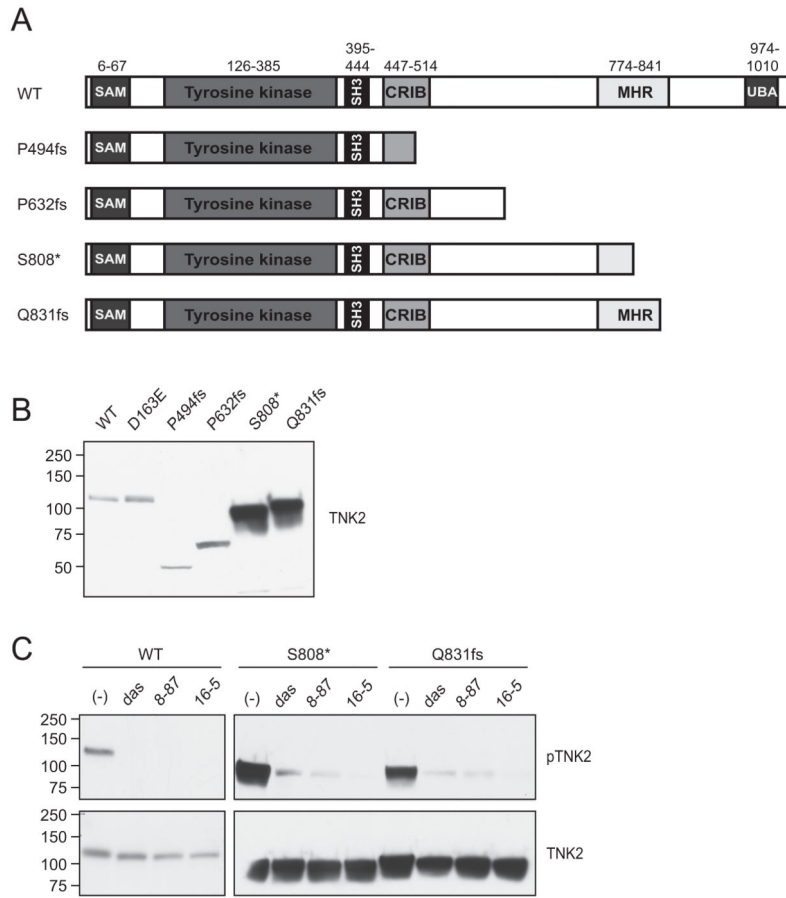 A
395-
974-
6-67 126-385 444 447-514 774-841 1010
WT SAM Tyrosine kinase SH3 CRIB MHR UBA
P494fs SAM Tyrosine kinase SH3
P632fs SAM Tyrosine kinase SH3 CRIB
S808* SAM Tyrosine kinase SH3 CRIB
Q831fs SAM Tyrosine kinase SH3 CRIB MHR
B
WT D163E P494fs P632fs S808* Q831fs
250
150
100 TNK2
75
50
C
WT S808* Q831fs
(-) das 8-87 16-5 (-) das 8-87 16-5 (-) das 8-87 16-5
250
150 pTNK2
100
75
250
150 TNK2
100
75